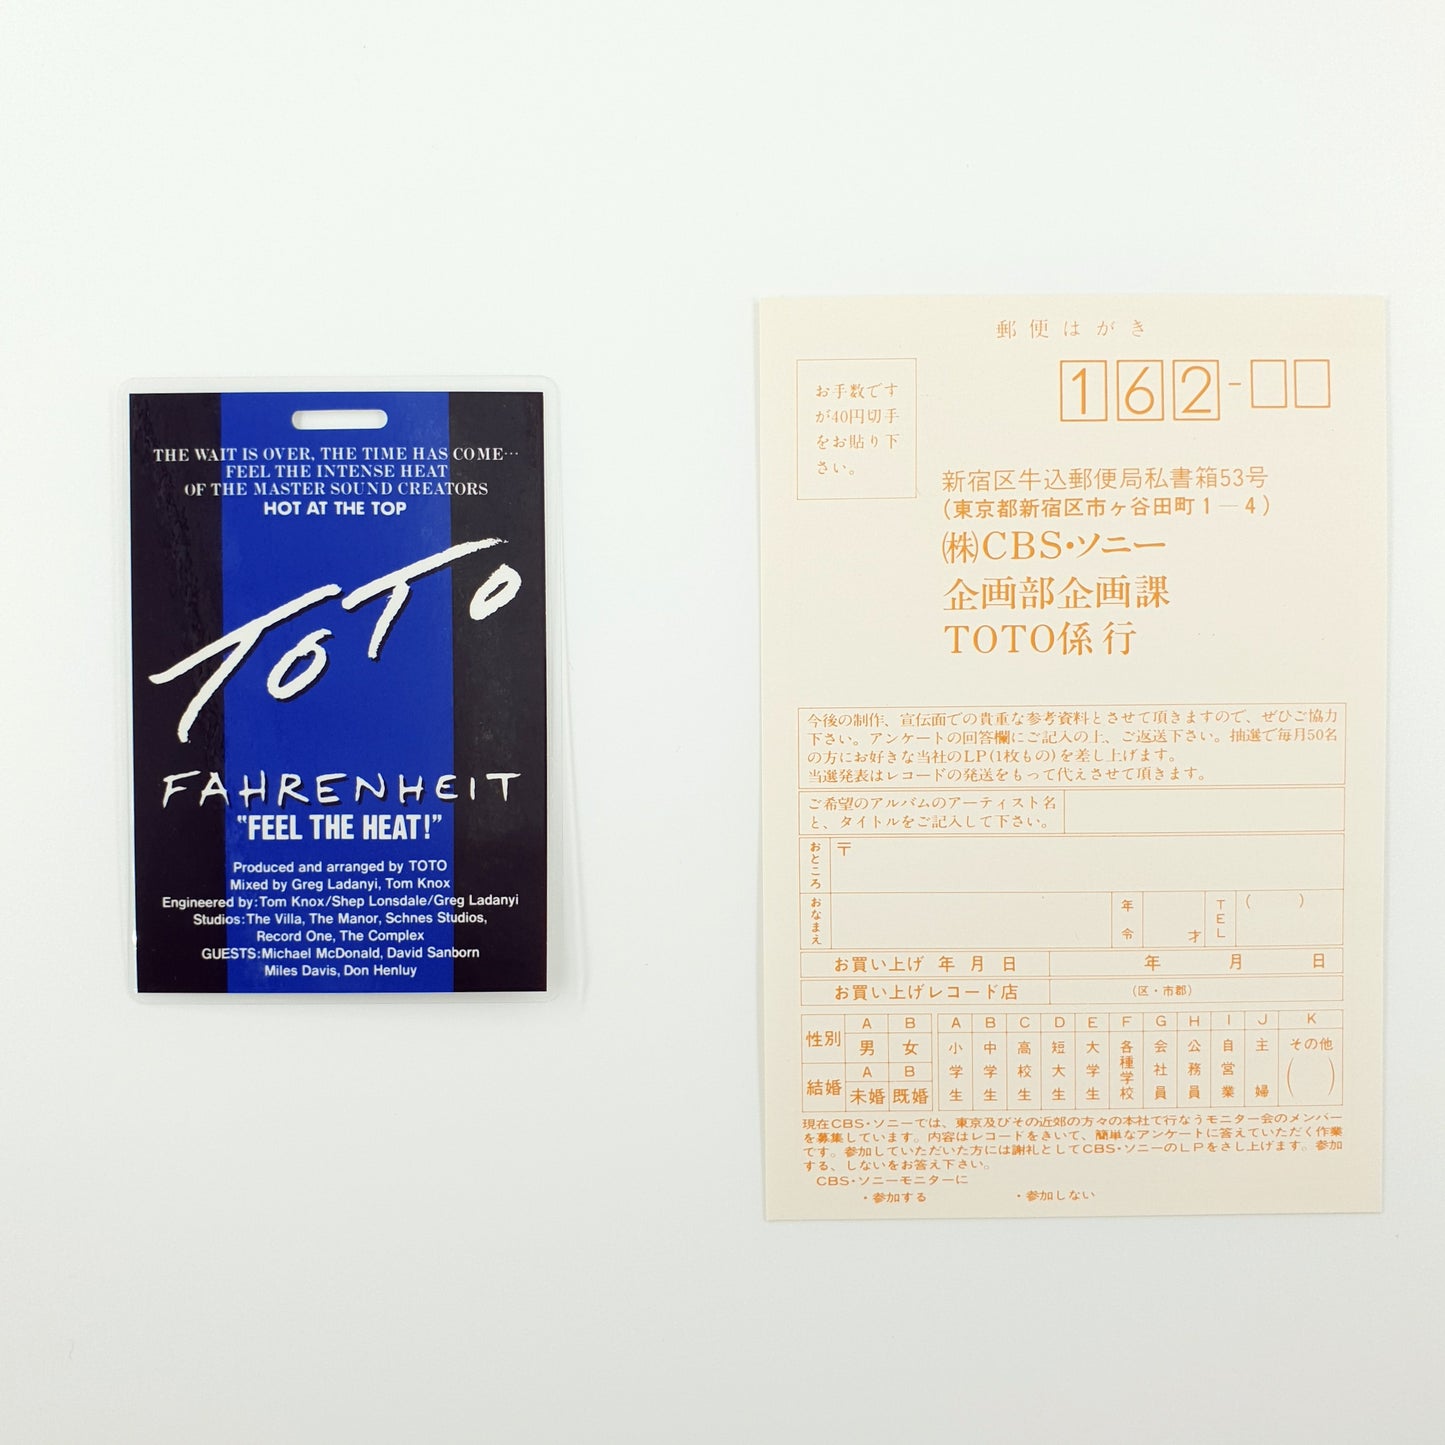 THE WAIT IS OVER, THE TIME HAS COME…
FEEL THE INTENSE HEAT
OF THE MASTER SOUND CREATORS
HOT AT THE TOP
TOTO
FAHRENHEIT
"FEEL THE HEAT!"
Produced and arranged by TOTO
Mixed by Greg Ladanyi, Tom Knox
Engineered by:Tom Knox/Shep Lonsdale/Greg Ladanyi
Studios:The Villa, The Manor, Schnes Studios,
Record One, The Complex
GUESTS:Michael McDonald, David Sanborn
Miles Davis, Don Henluy
郵便はがき
お手数です
が40円切手
をお貼り下
さい。
162-
新宿区牛込郵便局私書箱53号
(東京都新宿区市ヶ谷田町1―4)
㈱CBS・ソニー
企画部企画課
TOTO係 行
今後の制作、宣伝面での貴重な参考資料とさせて頂きますので、ぜひご協力
下さい。アンケートの回答欄にご記入の上、ご返送下さい。抽選で毎月50名
の方にお好きな当社のLP(1枚もの)を差し上げます。
当選発表はレコードの発送をもって代えさせて頂きます。
ご希望のアルバムのアーティスト名
と、タイトルをご記入して下さい。
おところ 〒
おなまえ 年令 才 TEL ( )
お買い上げ 年 月 日 年 月 日
お買い上げレコード店 (区・市郡)
性別 A 男 B 女
結婚 A 未婚 B 既婚
A 小学生 B 中学生 C 高校生 D 短大生 E 大学生 F 各種学校 G 会社員 H 公務員 I 自営業 J 主婦 K その他 ( )
現在CBS・ソニーでは、東京及びその近郊の方々の本社で行なうモニター会のメンバー
を募集しています。内容はレコードをきいて、簡単なアンケートに答えていただく作業
です。参加していただいた方には謝礼としてCBS・ソニーのLPをさし上げます。参加
する、しないをお答え下さい。
CBS・ソニーモニターに
・参加する ・参加しない